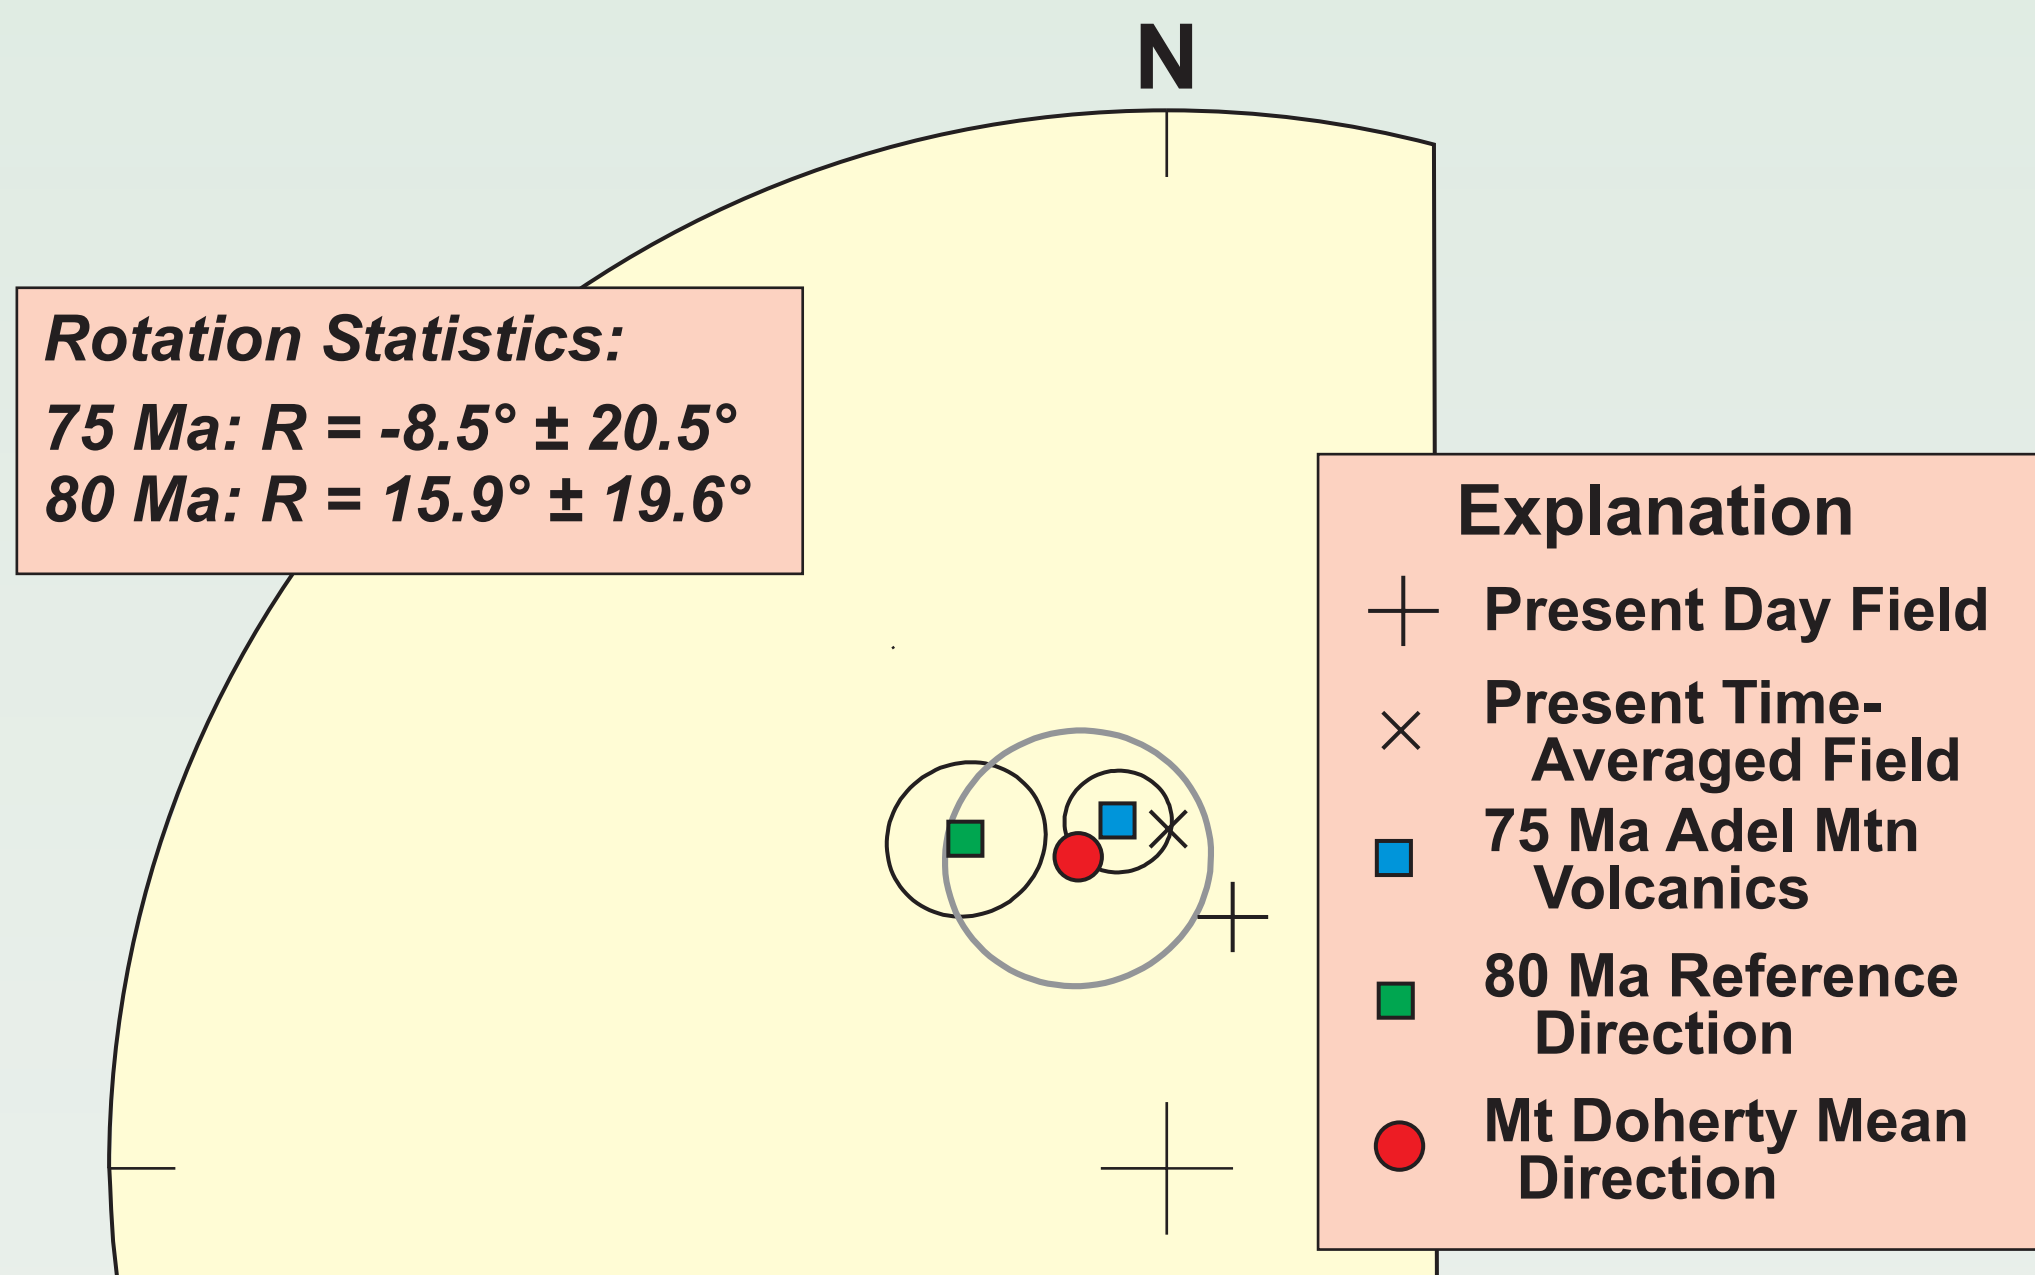 N
Rotation Statistics:
75 Ma: R = -8.5° ± 20.5°
80 Ma: R = 15.9° ± 19.6°
Explanation
Present Day Field
Present Time-
Averaged Field
75 Ma Adel Mtn
Volcanics
80 Ma Reference
Direction
Mt Doherty Mean
Direction